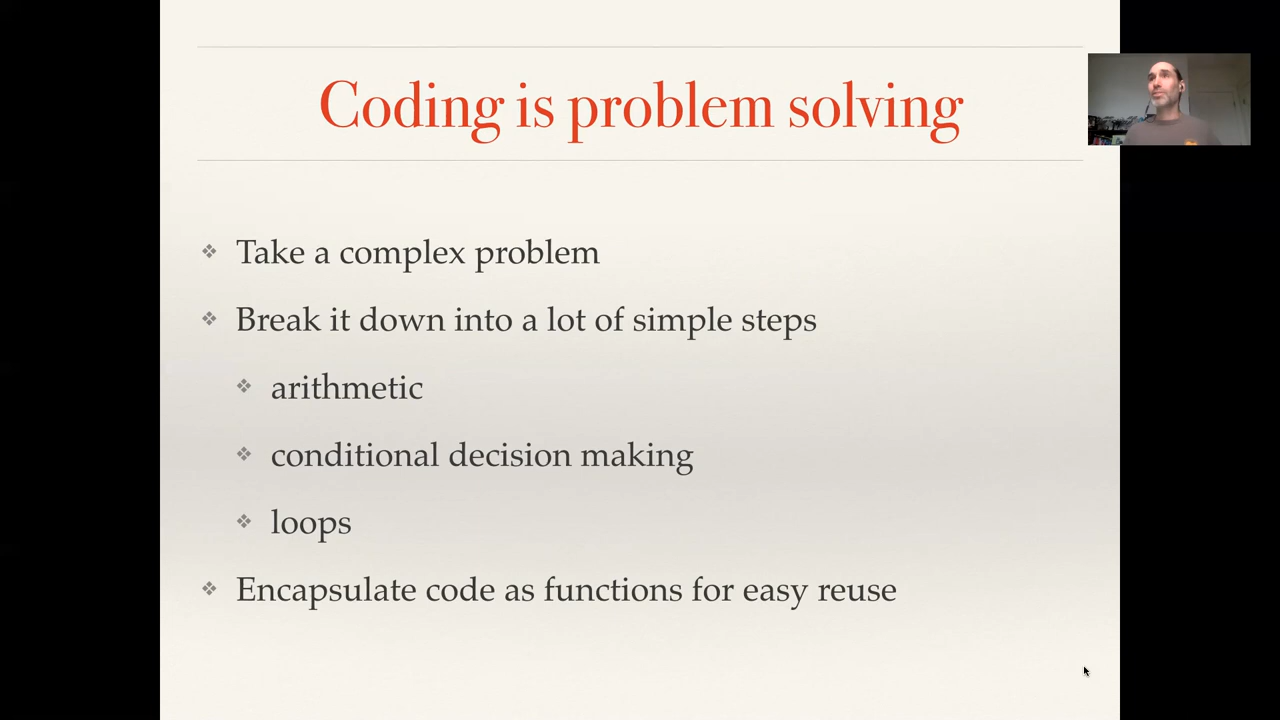 Coding is problem solving
Take a complex problem
Break it down into a lot of simple steps
arithmetic
conditional decision making
loops
Encapsulate code as functions for easy reuse